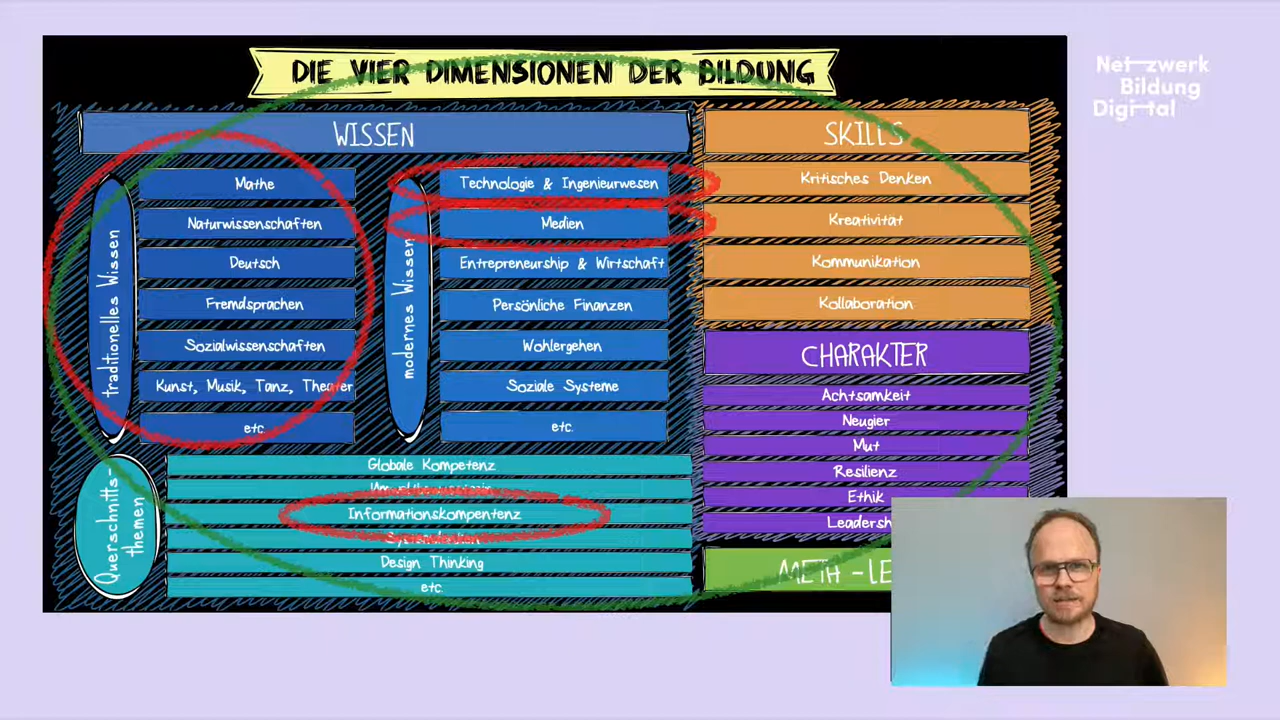 DIE VIER DIMENSIONEN DER BILDUNG
Netzwerk
Bildung
Digital
WISSEN
traditionelles Wissen
Mathe
Naturwissenschaften
Deutsch
Fremdsprachen
Sozialwissenschaften
Kunst, Musik, Tanz, Theater
etc.
modernes Wissen
Technologie & Ingenieurwesen
Medien
Entrepreneurship & Wirtschaft
Persönliche Finanzen
Wohlergehen
Soziale Systeme
etc.
Querschnitts-
themen
Globale Kompetenz
Informationskompentenz
Design Thinking
etc.
SKILLS
Kritisches Denken
Kreativität
Kommunikation
Kollaboration
CHARAKTER
Achtsamkeit
Neugier
Mut
Resilienz
Ethik
Leadersh